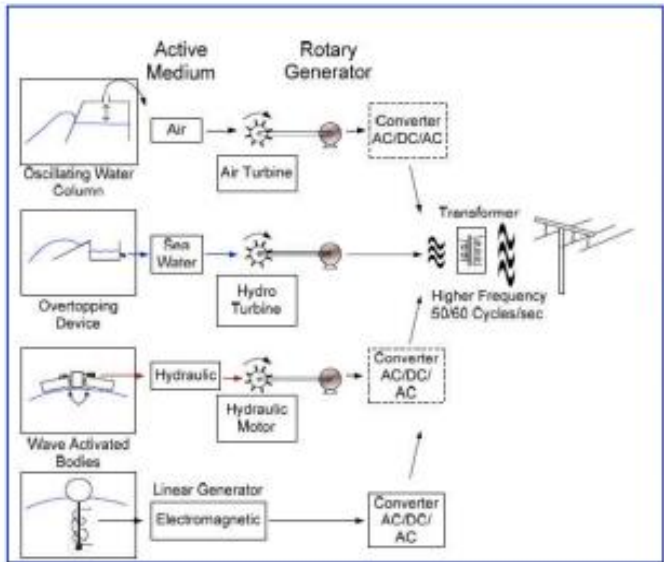 Active
Medium
Rotary
Generator
Air
Converter
AC/DC/AC
Oscillating Water
Column
Air Turbine
Transformer
Sea
Water
Hydro
Turbine
Overtopping
Device
Higher Frequency
50/60 Cycles/sec
Hydraulic
Converter
AC/DC/
AC
Hydraulic
Motor
Wave Activated
Bodies
Linear Generator
Electromagnetic
Converter
AC/DC/
AC